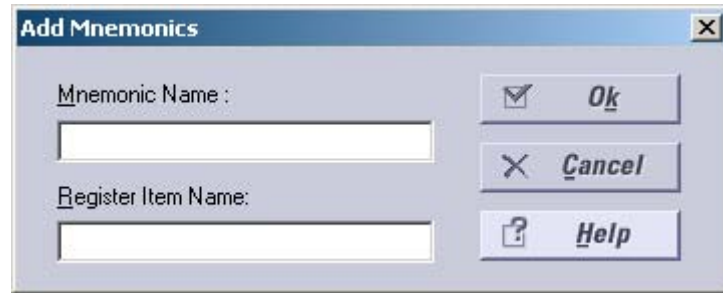 Add Mnemonics
Mnemonic Name :
Ok
Cancel
Register Item Name:
Help